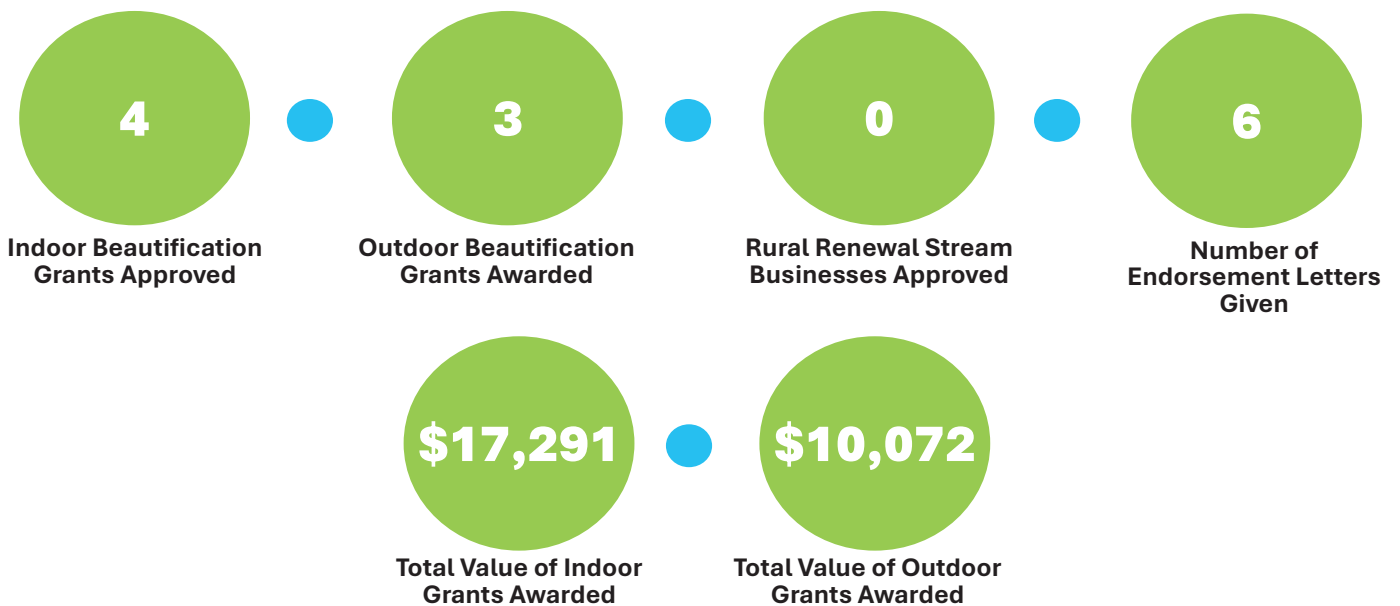 4
Indoor Beautification
Grants Approved
3
Outdoor Beautification
Grants Awarded
0
Rural Renewal Stream
Businesses Approved
6
Number of
Endorsement Letters
Given
$17,291
Total Value of Indoor
Grants Awarded
$10,072
Total Value of Outdoor
Grants Awarded